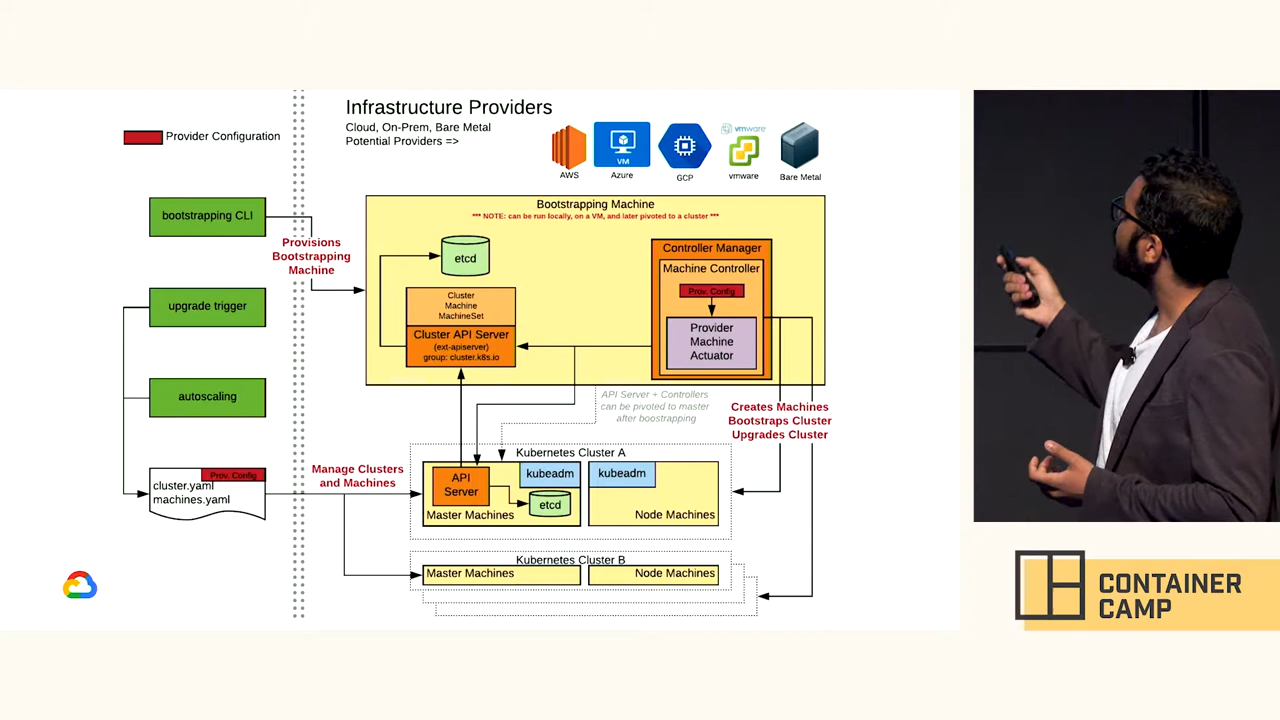 Infrastructure Providers
Cloud, On-Prem, Bare Metal
Potential Providers =>
AWS
VM
Azure
GCP
vmware
vmware
Bare Metal
Provider Configuration
bootstrapping CLI
Provisions
Bootstrapping
Machine
upgrade trigger
autoscaling
Prov. Config
cluster.yaml
machines.yaml
Manage Clusters
and Machines
Bootstrapping Machine
*** NOTE: can be run locally, on a VM, and later pivoted to a cluster ***
etcd
Cluster
Machine
MachineSet
Cluster API Server
(ext-apiserver)
group: cluster.k8s.io
Controller Manager
Machine Controller
Prov. Config
Provider
Machine
Actuator
API Server + Controllers
can be pivoted to master
after boostrapping
Creates Machines
Bootstraps Cluster
Upgrades Cluster
Kubernetes Cluster A
API
Server
kubeadm
etcd
Master Machines
kubeadm
Node Machines
Kubernetes Cluster B
Master Machines
Node Machines
CONTAINER
CAMP